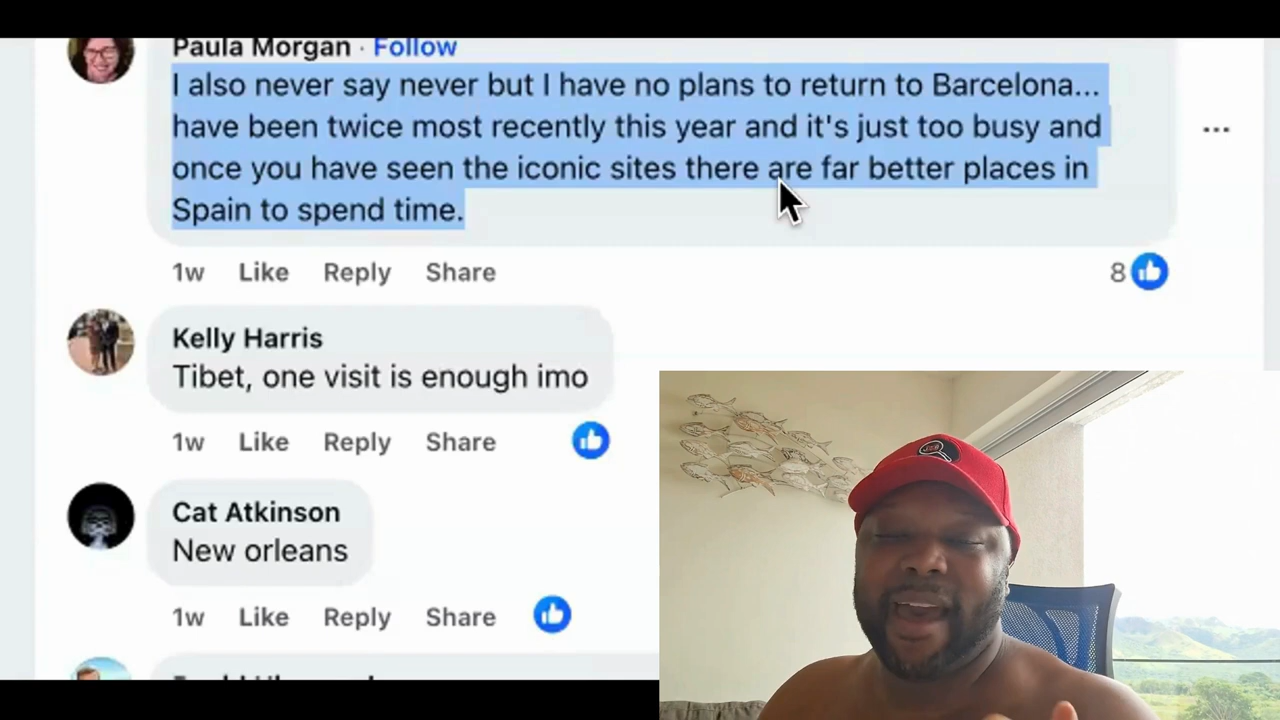 Paula Morgan · Follow
I also never say never but I have no plans to return to Barcelona...
have been twice most recently this year and it's just too busy and
once you have seen the iconic sites there are far better places in
Spain to spend time.
1w Like Reply Share 8
Kelly Harris
Tibet, one visit is enough imo
1w Like Reply Share
Cat Atkinson
New orleans
1w Like Reply Share